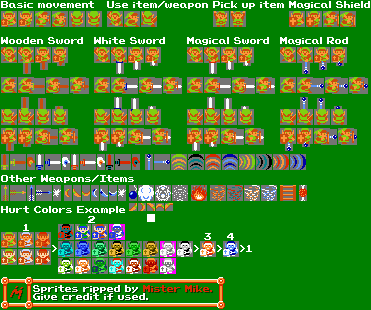 Basic movement Use item/weapon Pick up item Magical Shield
Wooden Sword White Sword Magical Sword Magical Rod
Other Weapons/Items
Hurt Colors Example
1 2 3 4
> > >1
Sprites ripped by Mister Mike.
Give credit if used.